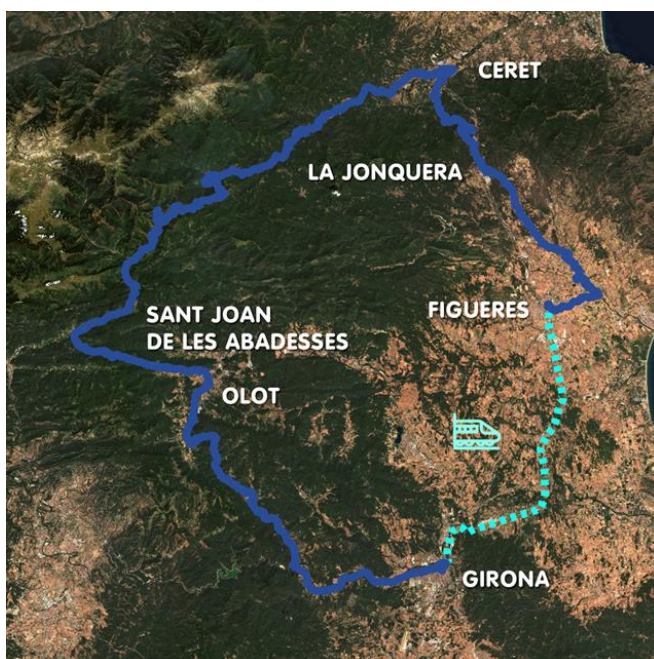 CERET
LA JONQUERA
FIGUERES
SANT JOAN
DE LES ABADESSES
OLOT
GIRONA